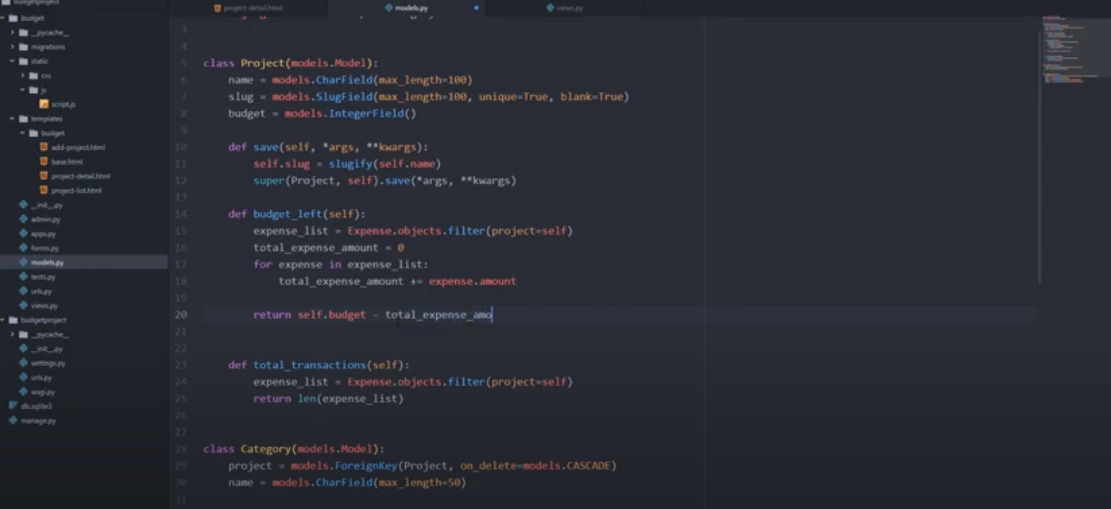 budgetproject
budget
__pycache__
migrations
static
css
js
script.js
templates
budget
add-project.html
base.html
project-detail.html
project-list.html
__init__.py
admin.py
apps.py
forms.py
models.py
tests.py
urls.py
views.py
budgetproject
__pycache__
__init__.py
settings.py
urls.py
wsgi.py
db.sqlite3
manage.py
project-detail.html models.py views.py
3
4
5 class Project(models.Model):
6 name = models.CharField(max_length=100)
7 slug = models.SlugField(max_length=100, unique=True, blank=True)
8 budget = models.IntegerField()
9
10 def save(self, *args, **kwargs):
11 self.slug = slugify(self.name)
12 super(Project, self).save(*args, **kwargs)
13
14 def budget_left(self):
15 expense_list = Expense.objects.filter(project=self)
16 total_expense_amount = 0
17 for expense in expense_list:
18 total_expense_amount += expense.amount
19
20 return self.budget - total_expense_amo
21
22
23 def total_transactions(self):
24 expense_list = Expense.objects.filter(project=self)
25 return len(expense_list)
26
27
28 class Category(models.Model):
29 project = models.ForeignKey(Project, on_delete=models.CASCADE)
30 name = models.CharField(max_length=50)
31